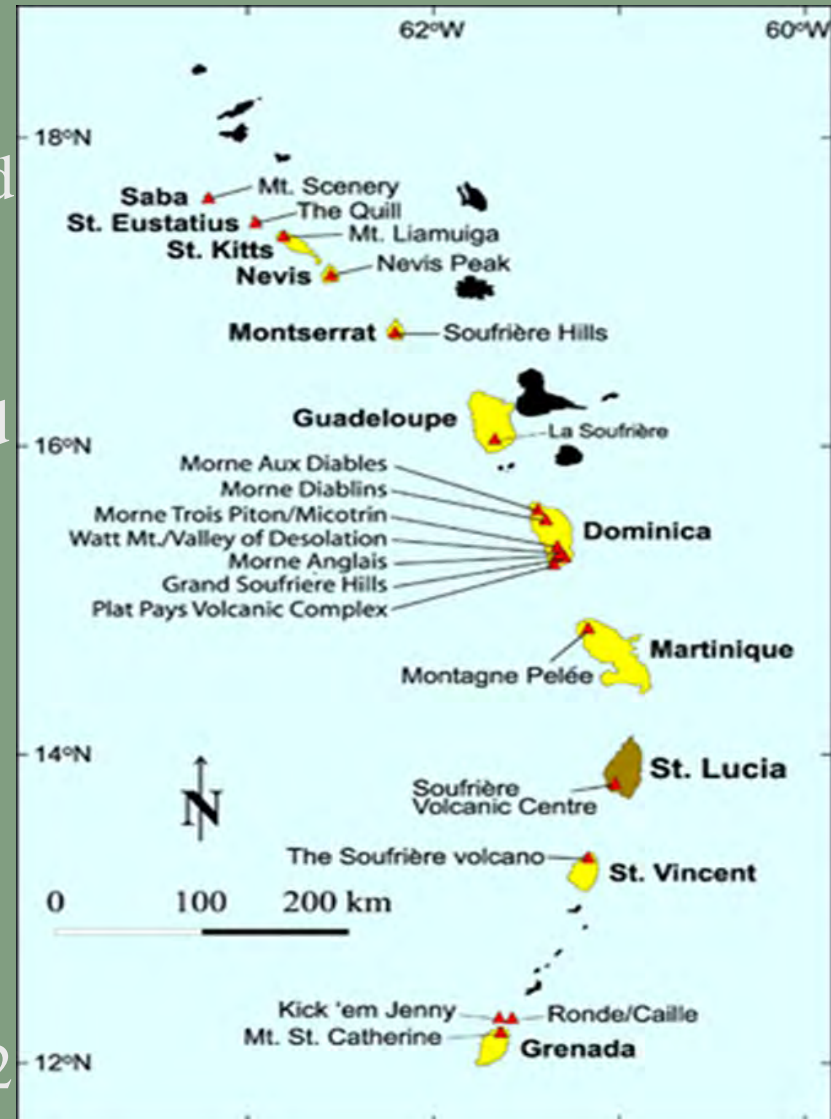 62°W 60°W
18°N
d
Saba Mt. Scenery
St. Eustatius The Quill
St. Kitts Mt. Liamuiga
Nevis Nevis Peak
Montserrat Soufrière Hills
d
Guadeloupe
La Soufrière
16°N
Morne Aux Diables
Morne Diablins
Morne Trois Piton/Micotrin
Dominica
Watt Mt./Valley of Desolation
Morne Anglais
Grand Soufriere Hills
Plat Pays Volcanic Complex
Martinique
Montagne Pelée
14°N
St. Lucia
Soufrière
Volcanic Centre
N
The Soufrière volcano
St. Vincent
0 100 200 km
Kick 'em Jenny Ronde/Caille
Mt. St. Catherine
Grenada
2
12°N